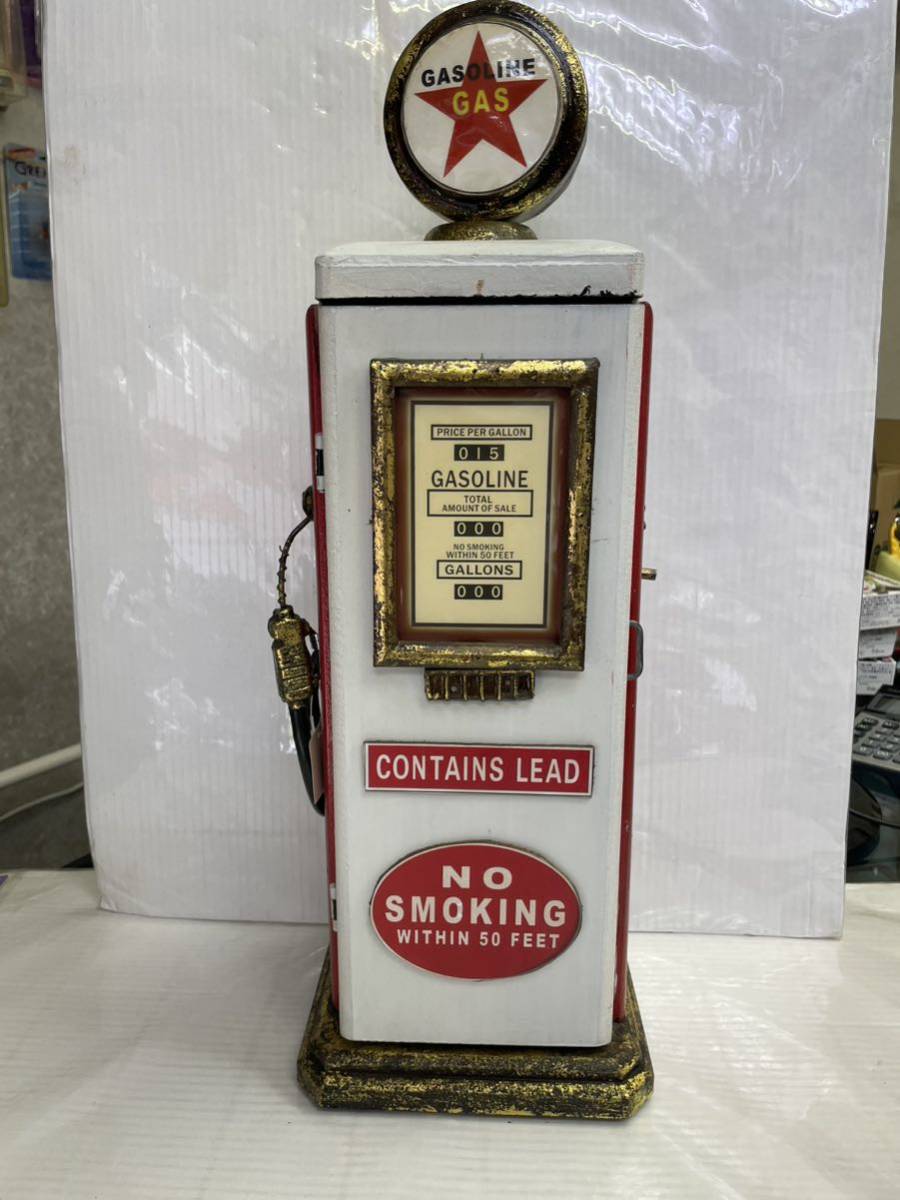 GASOLINE
GAS
PRICE PER GALLON
015
GASOLINE
TOTAL
AMOUNT OF SALE
000
NO SMOKING
WITHIN 50 FEET
GALLONS
000
CONTAINS LEAD
NO
SMOKING
WITHIN 50 FEET